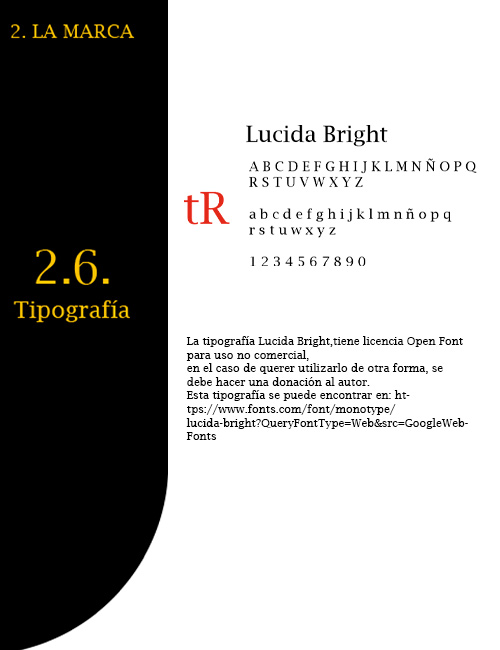 2. LA MARCA
2.6.
Tipografía
Lucida Bright
A B C D E F G H I J K L M N Ñ O P Q
R S T U V W X Y Z
tR
a b c d e f g h i j k l m n ñ o p q
r s t u w x y z
1 2 3 4 5 6 7 8 9 0
La tipografía Lucida Bright,tiene licencia Open Font
para uso no comercial,
en el caso de querer utilizarlo de otra forma, se
debe hacer una donación al autor.
Esta tipografía se puede encontrar en: ht-
tps://www.fonts.com/font/monotype/
lucida-bright?QueryFontType=Web&src=GoogleWeb-
Fonts